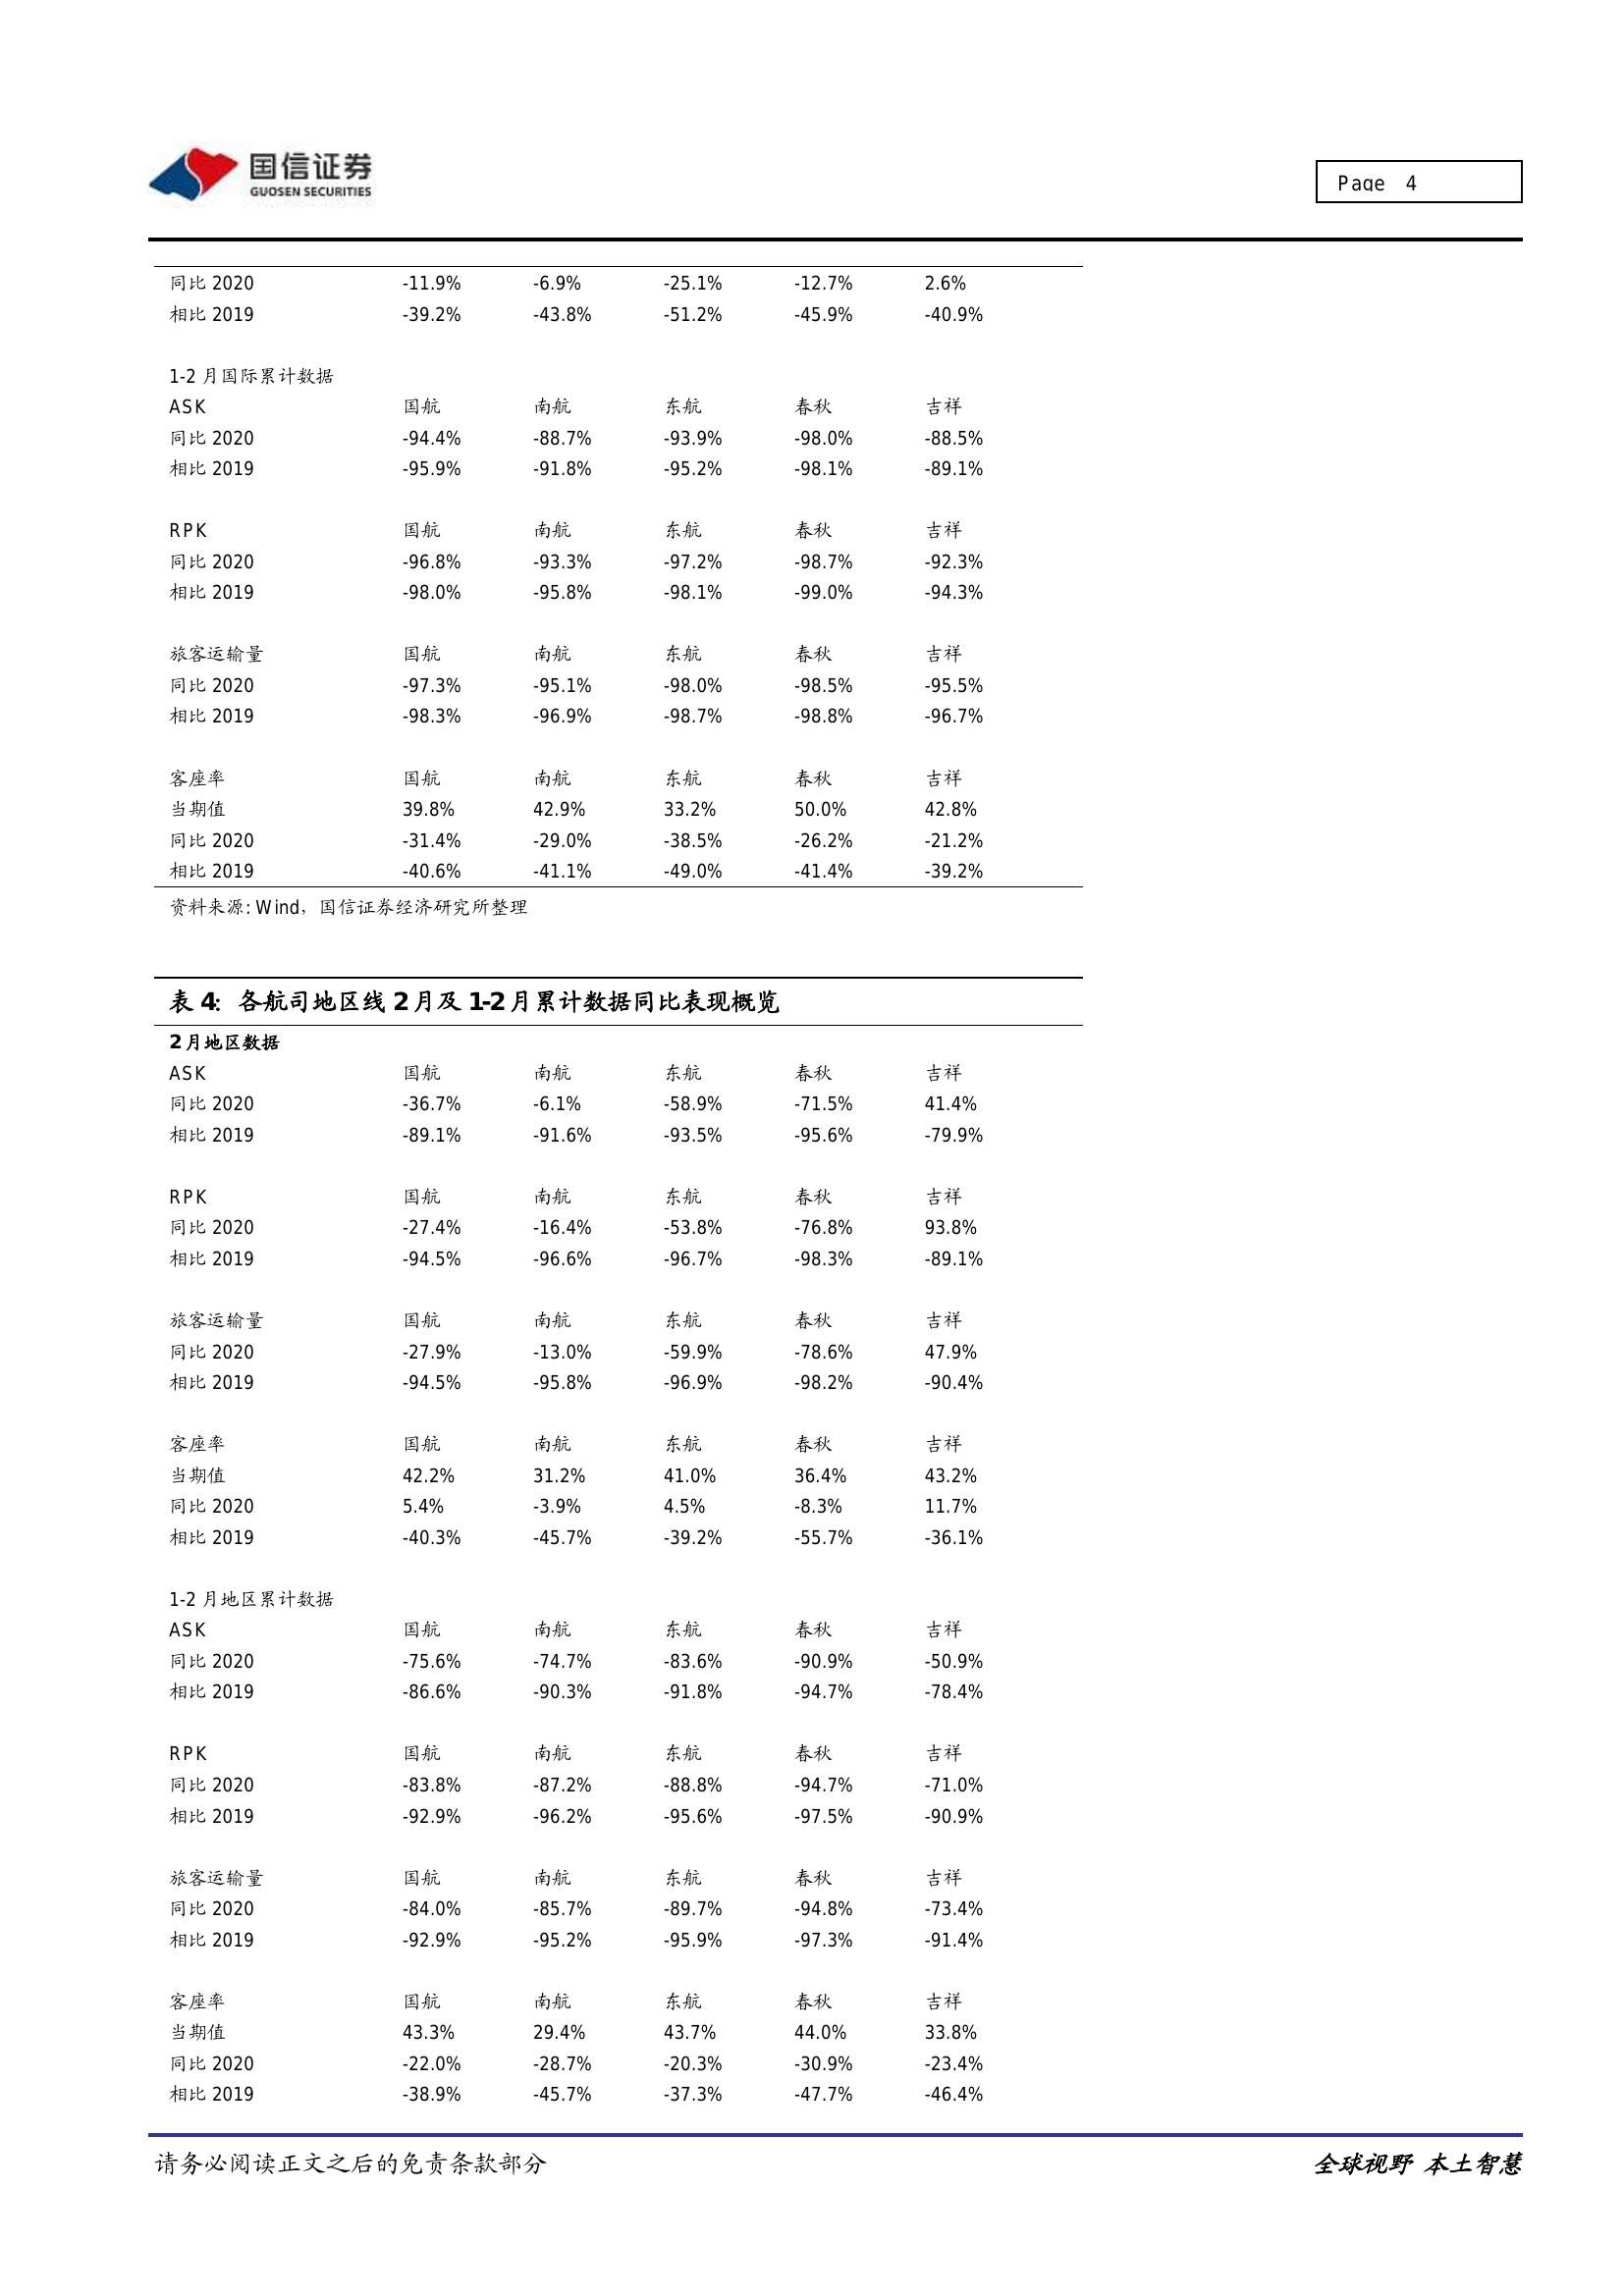 国信证券
GUOSEN SECURITIES
Page 4
同比 2020 -11.9% -6.9% -25.1% -12.7% 2.6%
相比 2019 -39.2% -43.8% -51.2% -45.9% -40.9%
1-2 月国际累计数据
ASK 国航 南航 东航 春秋 吉祥
同比 2020 -94.4% -88.7% -93.9% -98.0% -88.5%
相比 2019 -95.9% -91.8% -95.2% -98.1% -89.1%
RPK 国航 南航 东航 春秋 吉祥
同比 2020 -96.8% -93.3% -97.2% -98.7% -92.3%
相比 2019 -98.0% -95.8% -98.1% -99.0% -94.3%
旅客运输量 国航 南航 东航 春秋 吉祥
同比 2020 -97.3% -95.1% -98.0% -98.5% -95.5%
相比 2019 -98.3% -96.9% -98.7% -98.8% -96.7%
客座率 国航 南航 东航 春秋 吉祥
当期值 39.8% 42.9% 33.2% 50.0% 42.8%
同比 2020 -31.4% -29.0% -38.5% -26.2% -21.2%
相比 2019 -40.6% -41.1% -49.0% -41.4% -39.2%
资料来源: Wind，国信证券经济研究所整理
表 4: 各航司地区线 2 月及 1-2 月累计数据同比表现概览
2 月地区数据
ASK 国航 南航 东航 春秋 吉祥
同比 2020 -36.7% -6.1% -58.9% -71.5% 41.4%
相比 2019 -89.1% -91.6% -93.5% -95.6% -79.9%
RPK 国航 南航 东航 春秋 吉祥
同比 2020 -27.4% -16.4% -53.8% -76.8% 93.8%
相比 2019 -94.5% -96.6% -96.7% -98.3% -89.1%
旅客运输量 国航 南航 东航 春秋 吉祥
同比 2020 -27.9% -13.0% -59.9% -78.6% 47.9%
相比 2019 -94.5% -95.8% -96.9% -98.2% -90.4%
客座率 国航 南航 东航 春秋 吉祥
当期值 42.2% 31.2% 41.0% 36.4% 43.2%
同比 2020 5.4% -3.9% 4.5% -8.3% 11.7%
相比 2019 -40.3% -45.7% -39.2% -55.7% -36.1%
1-2 月地区累计数据
ASK 国航 南航 东航 春秋 吉祥
同比 2020 -75.6% -74.7% -83.6% -90.9% -50.9%
相比 2019 -86.6% -90.3% -91.8% -94.7% -78.4%
RPK 国航 南航 东航 春秋 吉祥
同比 2020 -83.8% -87.2% -88.8% -94.7% -71.0%
相比 2019 -92.9% -96.2% -95.6% -97.5% -90.9%
旅客运输量 国航 南航 东航 春秋 吉祥
同比 2020 -84.0% -85.7% -89.7% -94.8% -73.4%
相比 2019 -92.9% -95.2% -95.9% -97.3% -91.4%
客座率 国航 南航 东航 春秋 吉祥
当期值 43.3% 29.4% 43.7% 44.0% 33.8%
同比 2020 -22.0% -28.7% -20.3% -30.9% -23.4%
相比 2019 -38.9% -45.7% -37.3% -47.7% -46.4%
请务必阅读正文之后的免责条款部分 全球视野 本土智慧